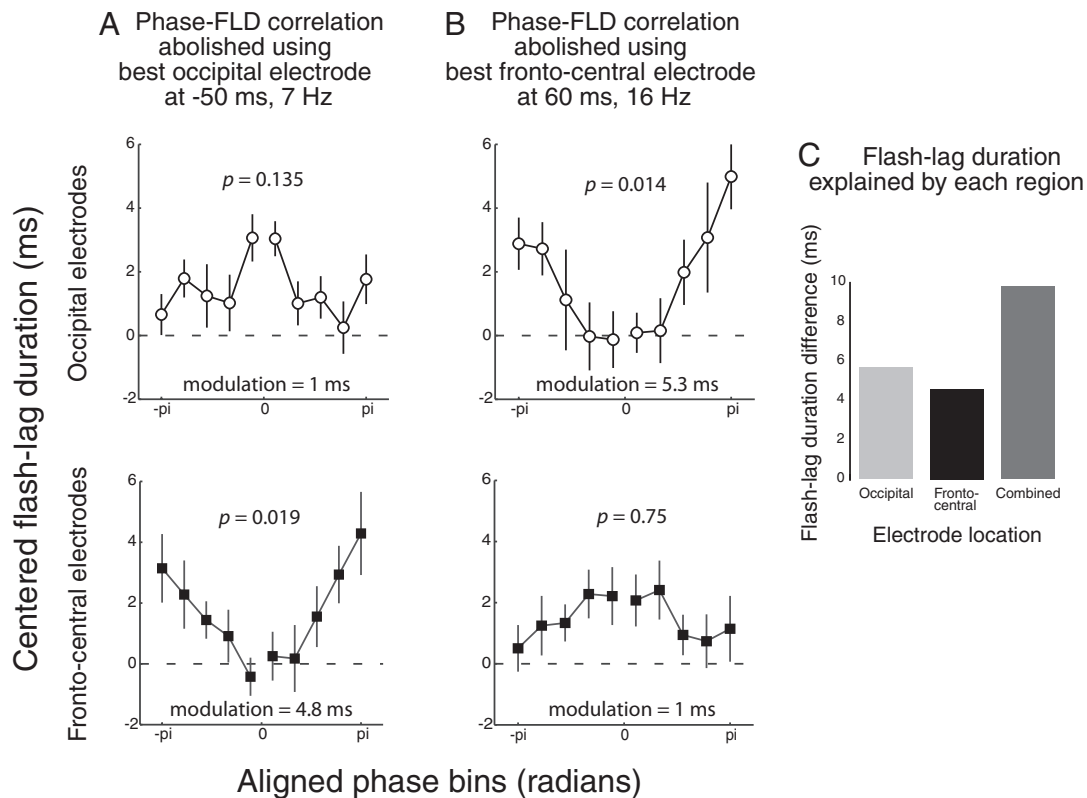 A Phase-FLD correlation
abolished using
best occipital electrode
at -50 ms, 7 Hz
B Phase-FLD correlation
abolished using
best fronto-central electrode
at 60 ms, 16 Hz
Centered flash-lag duration (ms)
Occipital electrodes
6
4
2
0
-2
p = 0.135
modulation = 1 ms
-pi 0 pi
6
4
2
0
-2
p = 0.014
modulation = 5.3 ms
-pi 0 pi
Fronto-central electrodes
6
4
2
0
-2
p = 0.019
modulation = 4.8 ms
-pi 0 pi
6
4
2
0
-2
p = 0.75
modulation = 1 ms
-pi 0 pi
Aligned phase bins (radians)
C Flash-lag duration
explained by each region
Flash-lag duration difference (ms)
10
8
6
4
2
0
Occipital Fronto- Combined
central
Electrode location